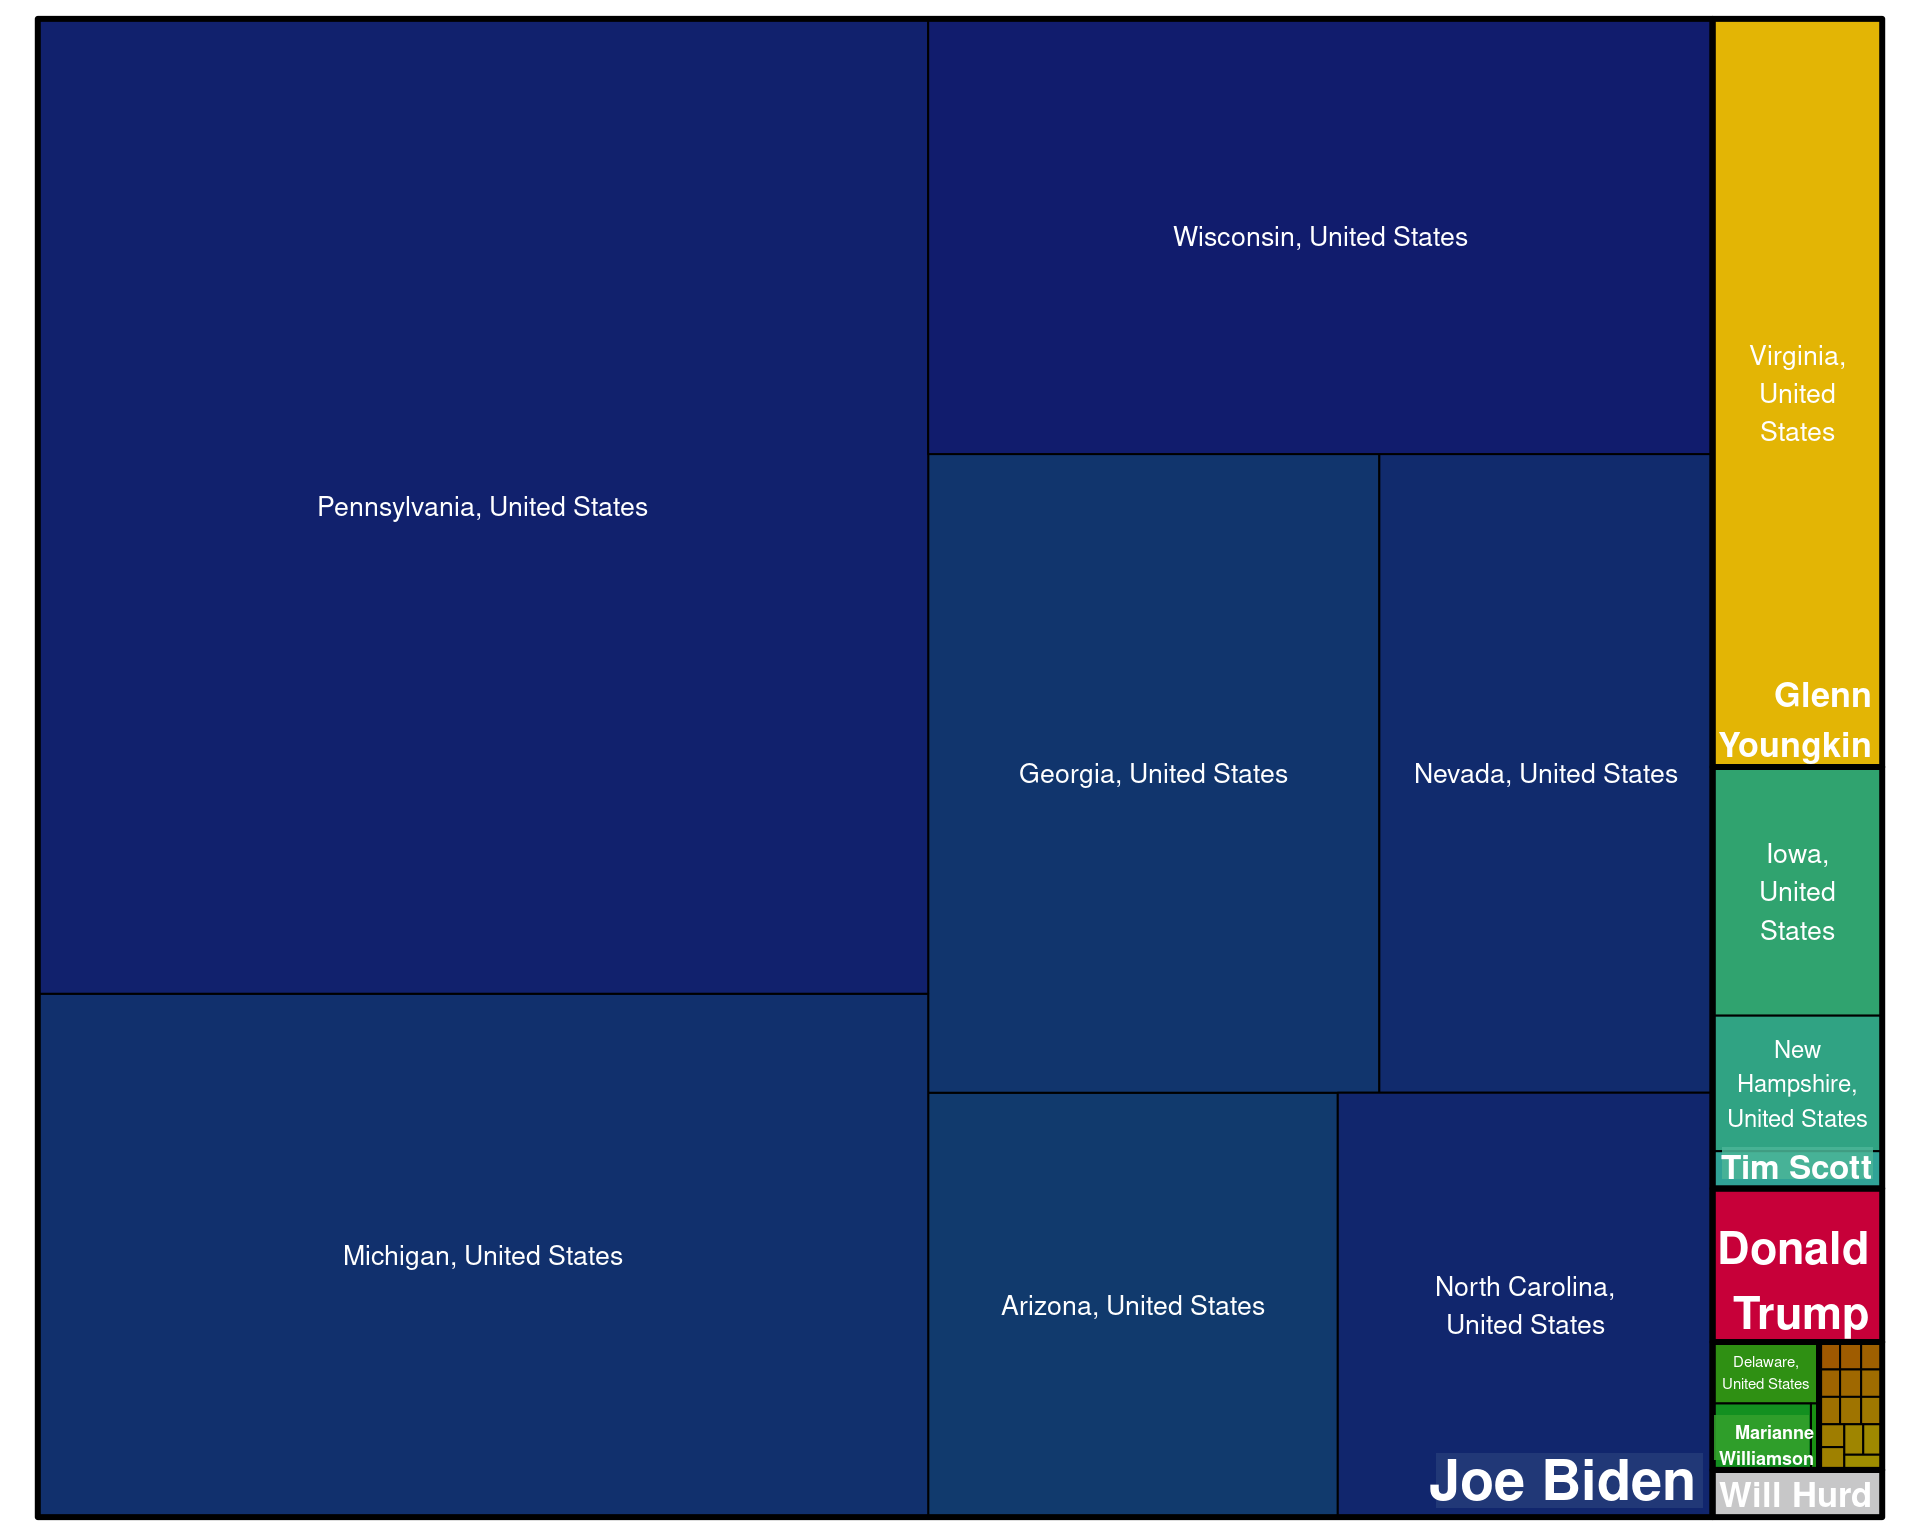 Pennsylvania, United States
Michigan, United States
Wisconsin, United States
Georgia, United States
Nevada, United States
Arizona, United States
North Carolina,
United States
Joe Biden
Virginia,
United
States
Glenn
Youngkin
Iowa,
United
States
New
Hampshire,
United States
Tim Scott
Donald
Trump
Delaware,
United States
Marianne
Williamson
Will Hurd